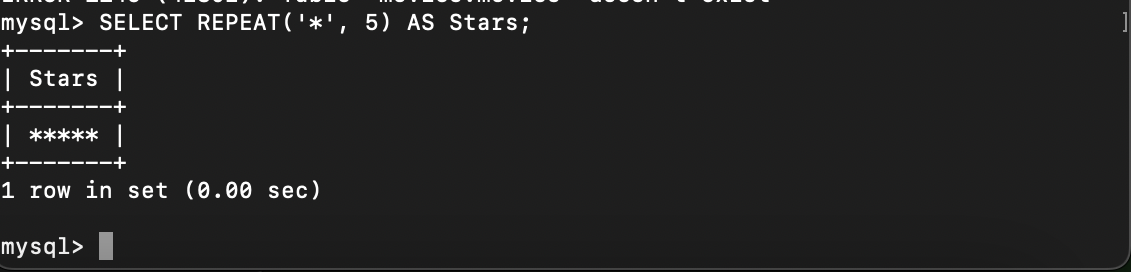 mysql> SELECT REPEAT('*', 5) AS Stars;
+-------+
| Stars |
+-------+
| ***** |
+-------+
1 row in set (0.00 sec)
mysql>